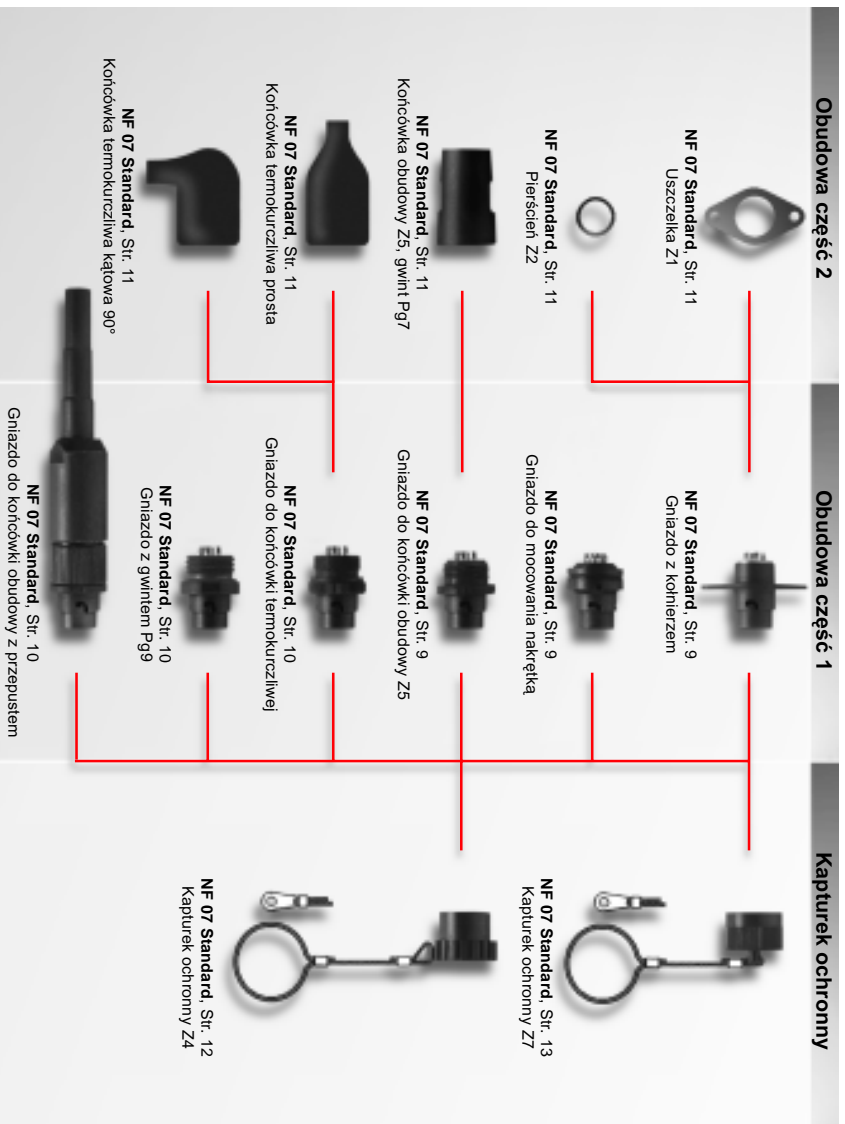 Obudowa część 2
Obudowa część 1
Kapturek ochronny
NF 07 Standard, Str. 11
Uszczelka Z1
NF 07 Standard, Str. 11
Pierścień Z2
NF 07 Standard, Str. 11
Końcówka obudowy Z5, gwint Pg7
NF 07 Standard, Str. 11
Końcówka termokurczliwa prosta
NF 07 Standard, Str. 11
Końcówka termokurczliwa kątowa 90°
NF 07 Standard, Str. 9
Gniazdo z kołnierzem
NF 07 Standard, Str. 9
Gniazdo do mocowania nakrętką
NF 07 Standard, Str. 9
Gniazdo do końcówki obudowy Z5
NF 07 Standard, Str. 10
Gniazdo do końcówki termokurczliwej
NF 07 Standard, Str. 10
Gniazdo z gwintem Pg9
NF 07 Standard, Str. 10
Gniazdo do końcówki obudowy z przepustem
NF 07 Standard, Str. 13
Kapturek ochronny Z7
NF 07 Standard, Str. 12
Kapturek ochronny Z4